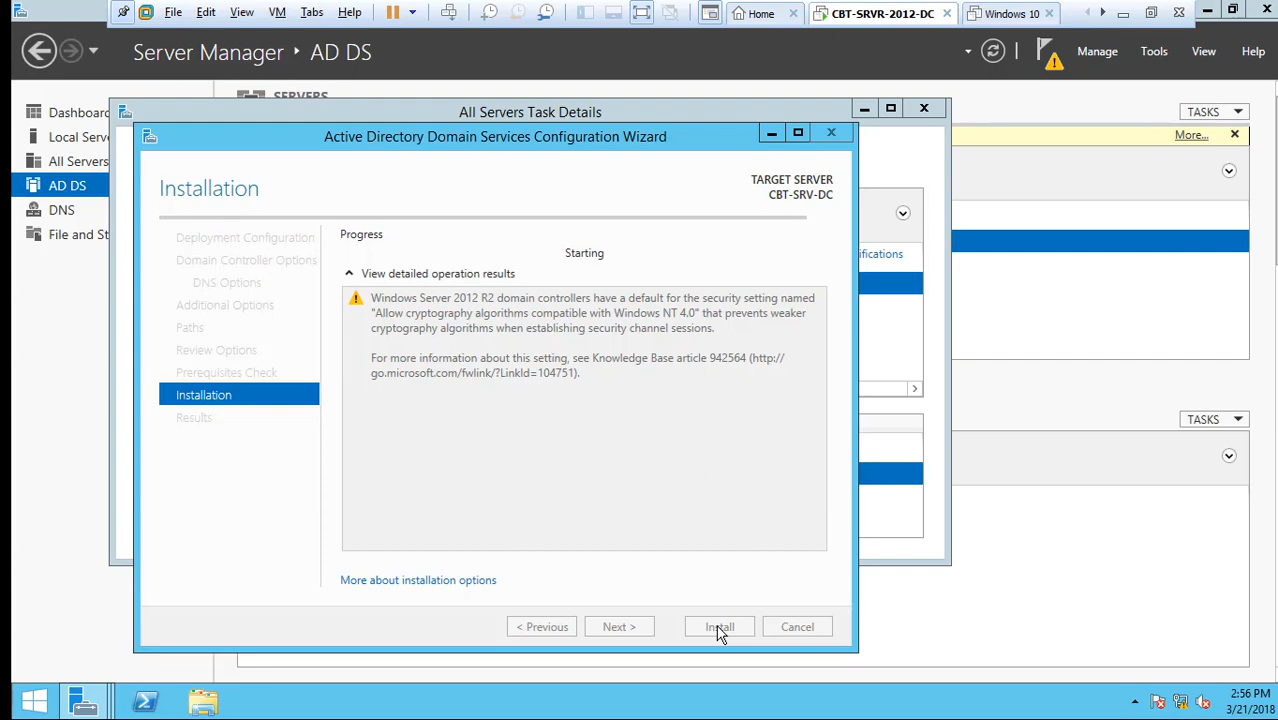 File Edit View VM Tabs Help Home CBT-SRVR-2012-DC Windows 10
Server Manager AD DS Manage Tools View Help
SERVERS
TASKS
Dashboard
Local Serve
All Servers
AD DS
DNS
File and St
More...
All Servers Task Details
Active Directory Domain Services Configuration Wizard
Installation
TARGET SERVER
CBT-SRV-DC
Deployment Configuration
Domain Controller Options
DNS Options
Additional Options
Paths
Review Options
Prerequisites Check
Installation
Results
Progress
Starting
View detailed operation results
Windows Server 2012 R2 domain controllers have a default for the security setting named
"Allow cryptography algorithms compatible with Windows NT 4.0" that prevents weaker
cryptography algorithms when establishing security channel sessions.
For more information about this setting, see Knowledge Base article 942564 (http://
go.microsoft.com/fwlink/?LinkId=104751).
More about installation options
< Previous Next > Install Cancel
ifications
TASKS
2:56 PM
3/21/2018